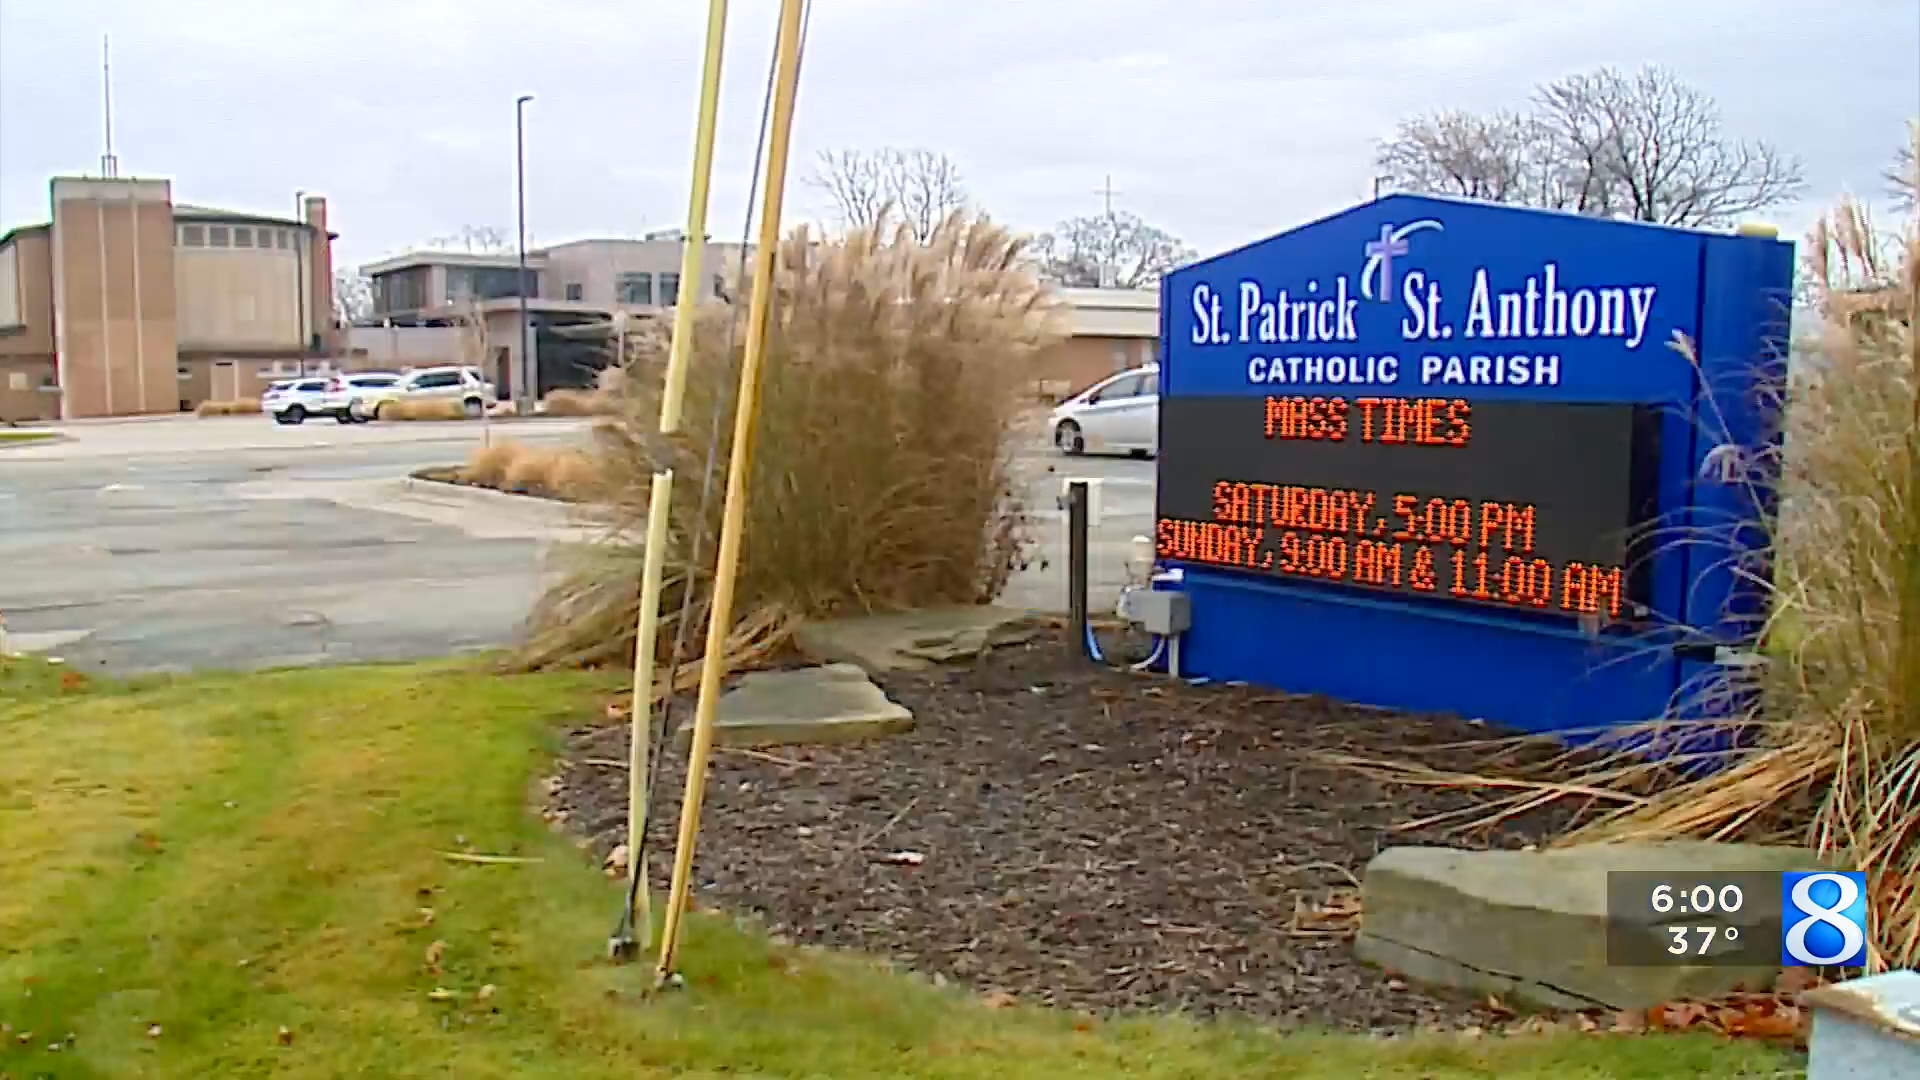 St. Patrick St. Anthony
CATHOLIC PARISH
MASS TIMES
SATURDAY, 5:00 PM
SUNDAY, 9:00 AM & 11:00 AM
6:00
37°
8